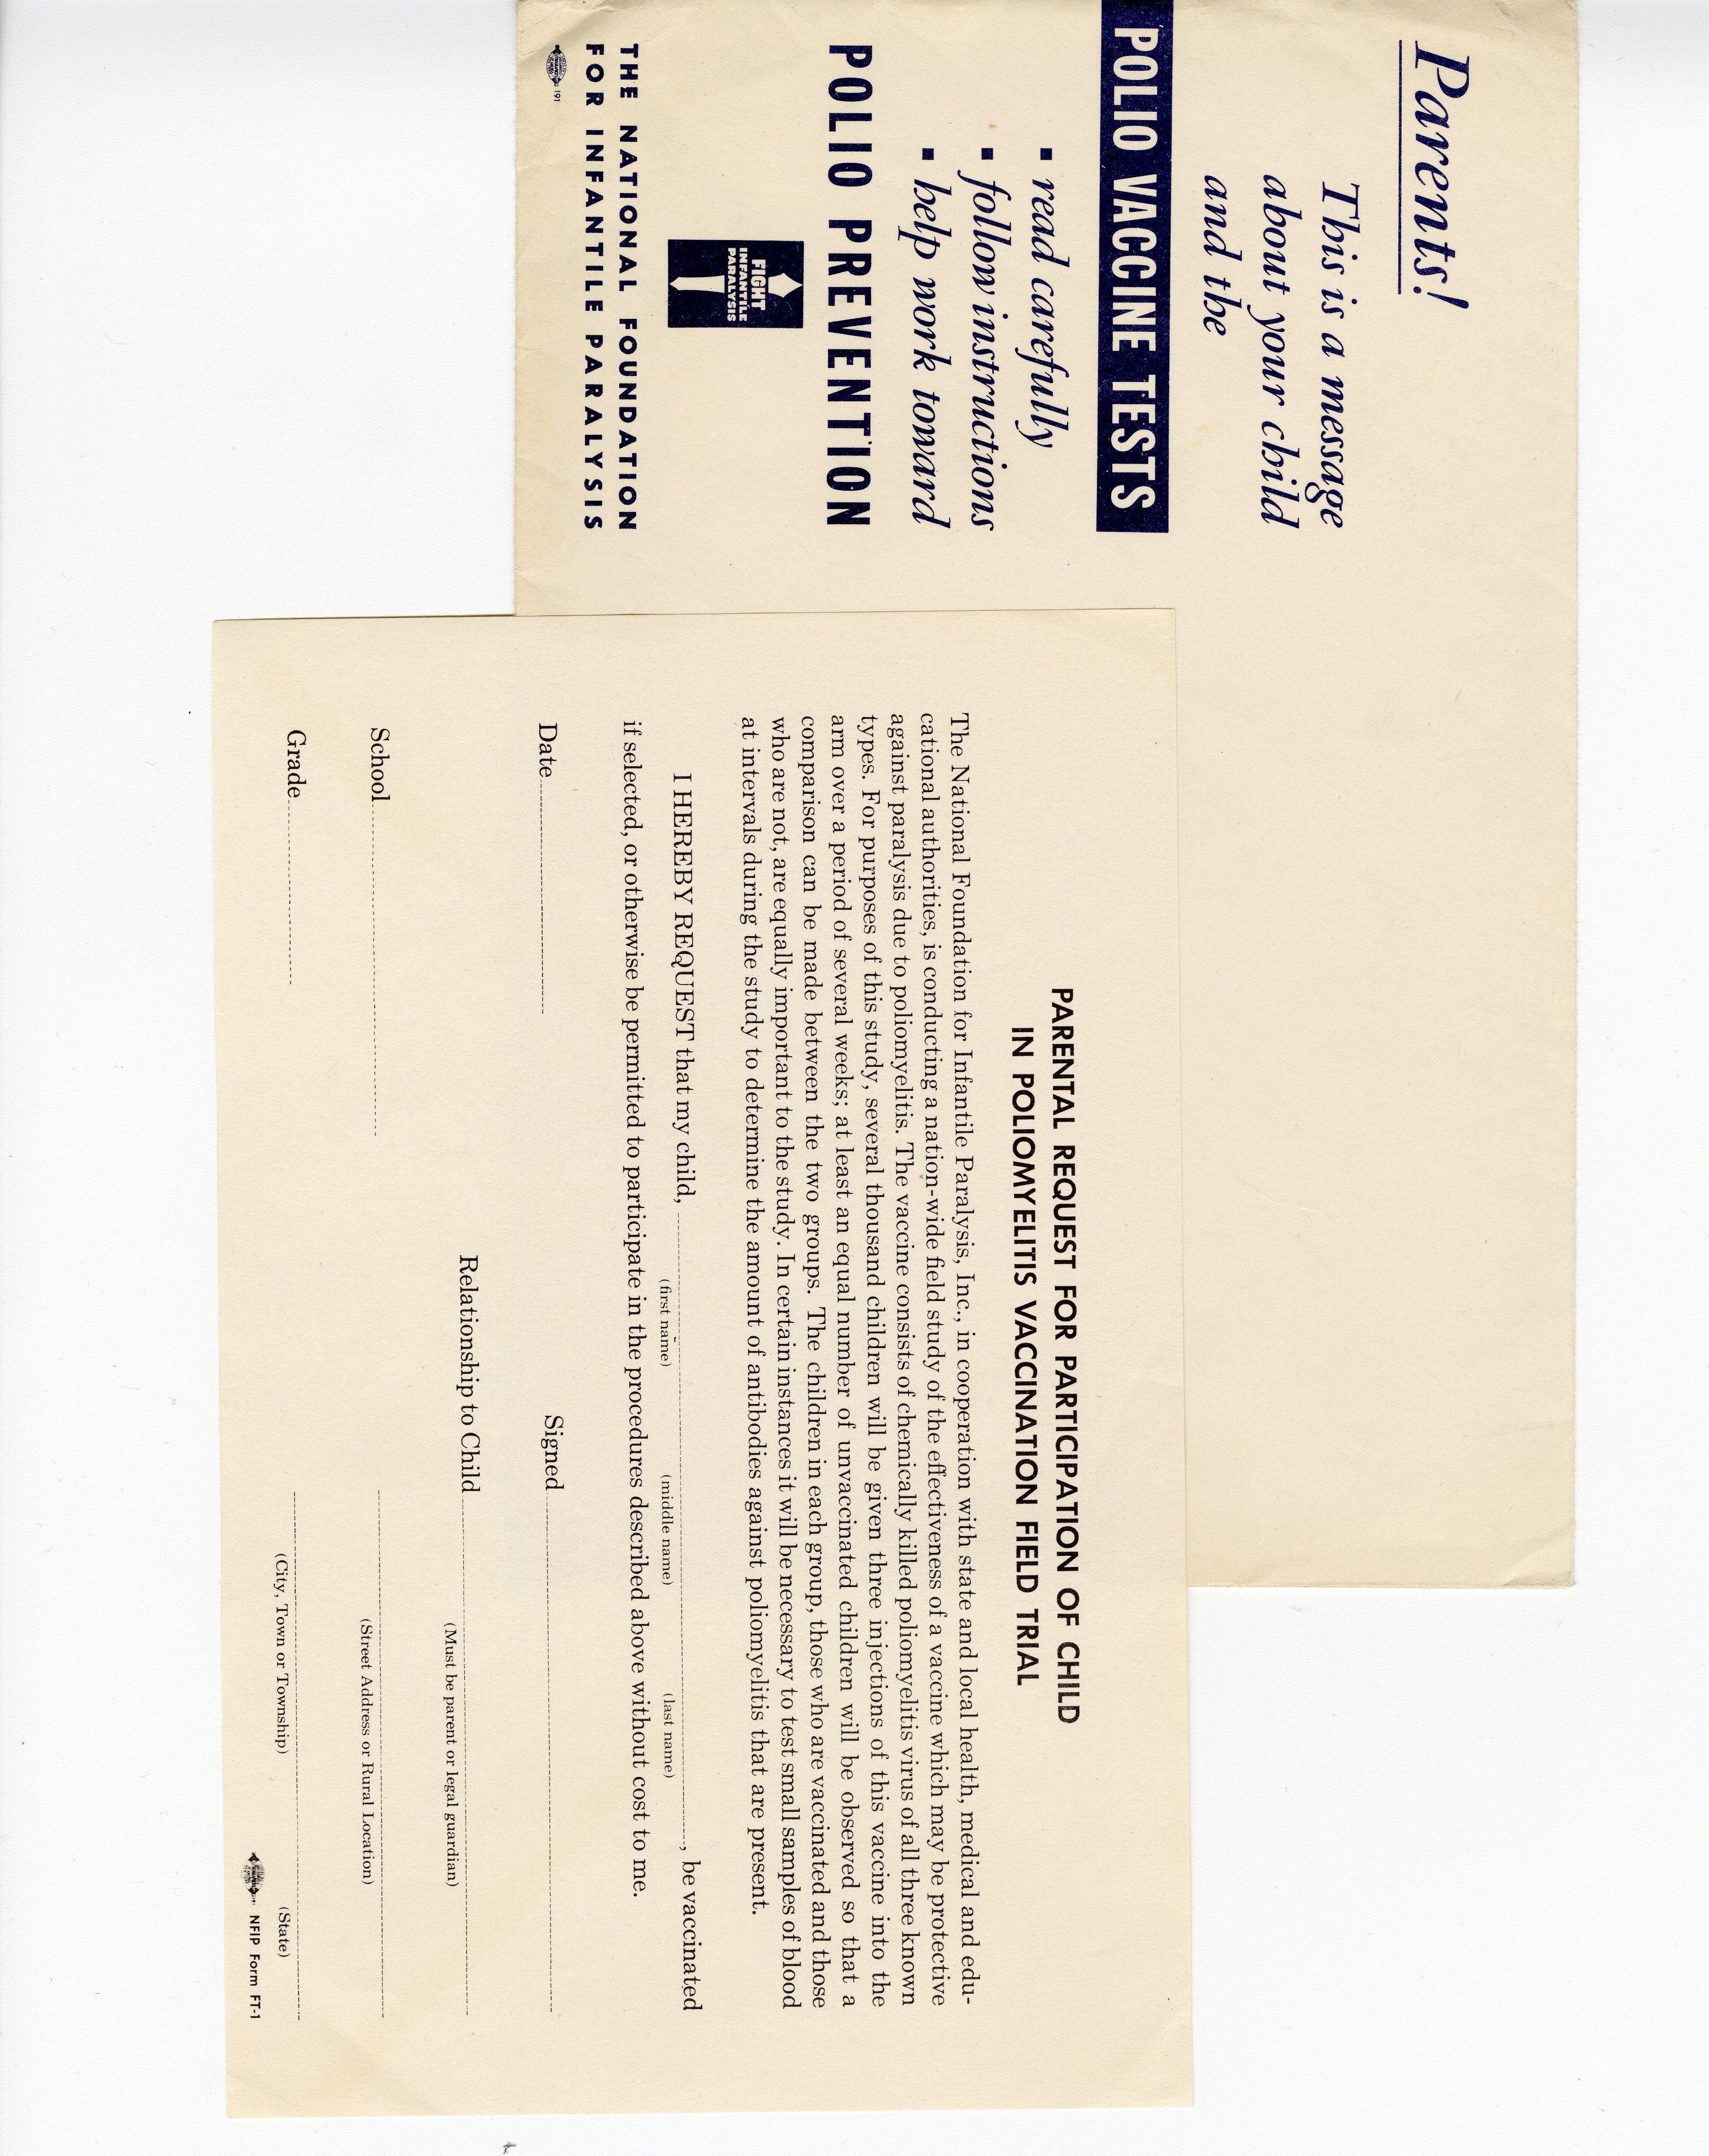 Parents!
This is a message
about your child
and the
POLIO VACCINE TESTS
▪ read carefully
▪ follow instructions
▪ help work toward
POLIO PREVENTION
FIGHT
INFANTILE
PARALYSIS
THE NATIONAL FOUNDATION
FOR INFANTILE PARALYSIS
191
PARENTAL REQUEST FOR PARTICIPATION OF CHILD
IN POLIOMYELITIS VACCINATION FIELD TRIAL
The National Foundation for Infantile Paralysis, Inc., in cooperation with state and local health, medical and edu-
cational authorities, is conducting a nation-wide field study of the effectiveness of a vaccine which may be protective
against paralysis due to poliomyelitis. The vaccine consists of chemically killed poliomyelitis virus of all three known
types. For purposes of this study, several thousand children will be given three injections of this vaccine into the
arm over a period of several weeks; at least an equal number of unvaccinated children will be observed so that a
comparison can be made between the two groups. The children in each group, those who are vaccinated and those
who are not, are equally important to the study. In certain instances it will be necessary to test small samples of blood
at intervals during the study to determine the amount of antibodies against poliomyelitis that are present.
I HEREBY REQUEST that my child, , be vaccinated
(first name) (middle name) (last name)
if selected, or otherwise be permitted to participate in the procedures described above without cost to me.
Date Signed
Relationship to Child
(Must be parent or legal guardian)
School
(Street Address or Rural Location)
Grade
(City, Town or Township) (State)
NFIP Form FT-1